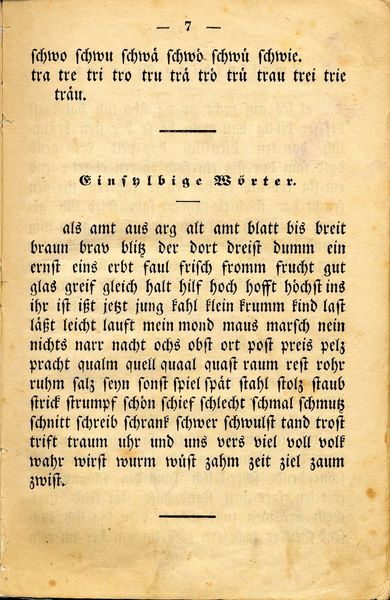 — 7 —
schwo schwu schwä schwö schwü schwie.
tra tre tri tro tru trä trö trü trau trei trie
träu.
Einsylbige Wörter.
als amt aus arg alt amt blatt bis breit
braun brav blitz der dort dreist dumm ein
ernst eins erbt faul frisch fromm frucht gut
glas greif gleich halt hilf hoch hofft höchst ins
ihr ist ißt jetzt jung kahl klein krumm kind last
läßt leicht lauft mein mond maus marsch nein
nichts narr nacht ochs obst ort post preis pelz
pracht qualm quell quaal quast raum rest rohr
ruhm salz seyn sonst spiel spät stahl stolz staub
strick strumpf schön schief schlecht schmal schmutz
schnitt schreib schrank schwer schwulst tand trost
trift traum uhr und uns vers viel voll volk
wahr wirst wurm wüst zahm zeit ziel zaum
zwist.